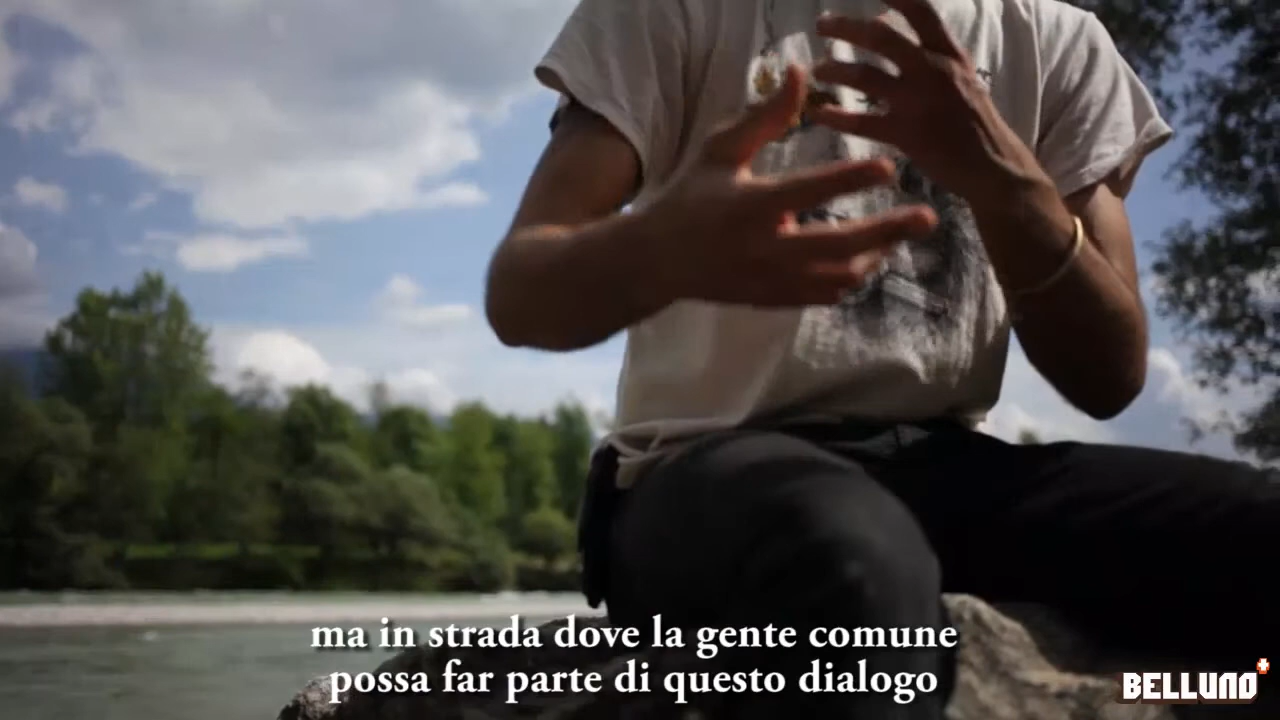 ma in strada dove la gente comune
possa far parte di questo dialogo
BELLUNO